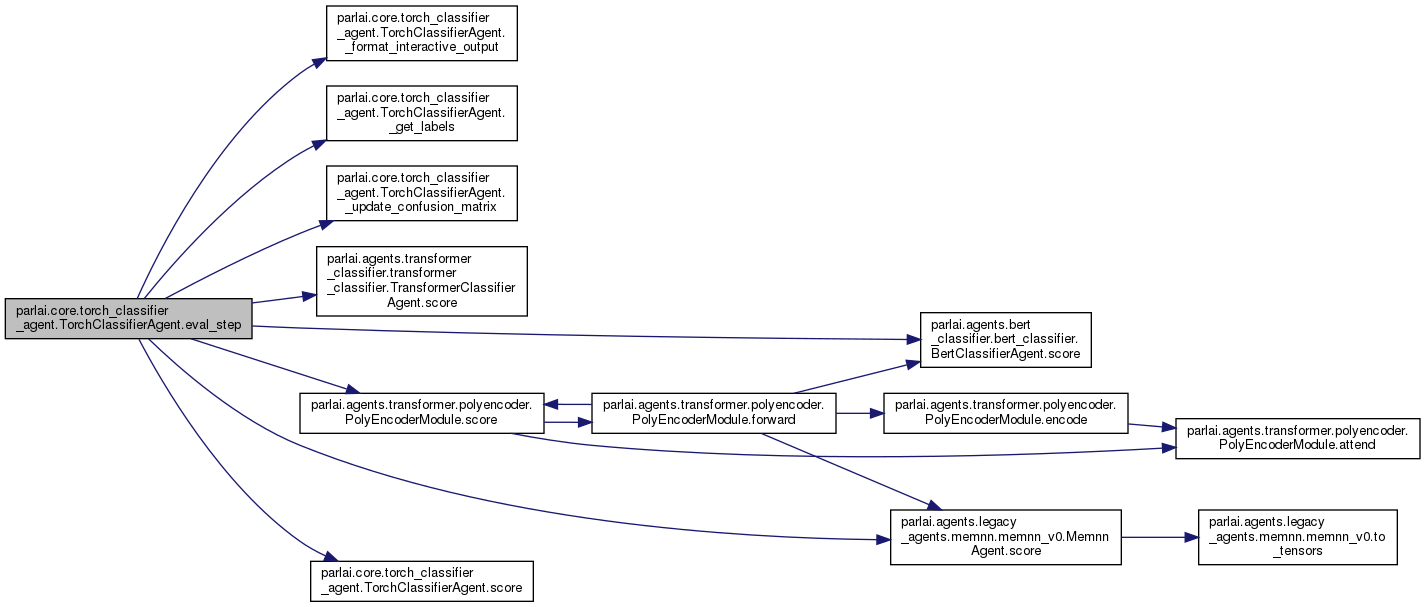 parlai.core.torch_classifier
_agent.TorchClassifierAgent.
_format_interactive_output
parlai.core.torch_classifier
_agent.TorchClassifierAgent.
_get_labels
parlai.core.torch_classifier
_agent.TorchClassifierAgent.
_update_confusion_matrix
parlai.agents.transformer
_classifier.transformer
_classifier.TransformerClassifier
Agent.score
parlai.core.torch_classifier
_agent.TorchClassifierAgent.eval_step
parlai.agents.bert
_classifier.bert_classifier.
BertClassifierAgent.score
parlai.agents.transformer.polyencoder.
PolyEncoderModule.score
parlai.agents.transformer.polyencoder.
PolyEncoderModule.forward
parlai.agents.transformer.polyencoder.
PolyEncoderModule.encode
parlai.agents.transformer.polyencoder.
PolyEncoderModule.attend
parlai.agents.legacy
_agents.memnn.memnn_v0.Memnn
Agent.score
parlai.agents.legacy
_agents.memnn.memnn_v0.to
_tensors
parlai.core.torch_classifier
_agent.TorchClassifierAgent.score